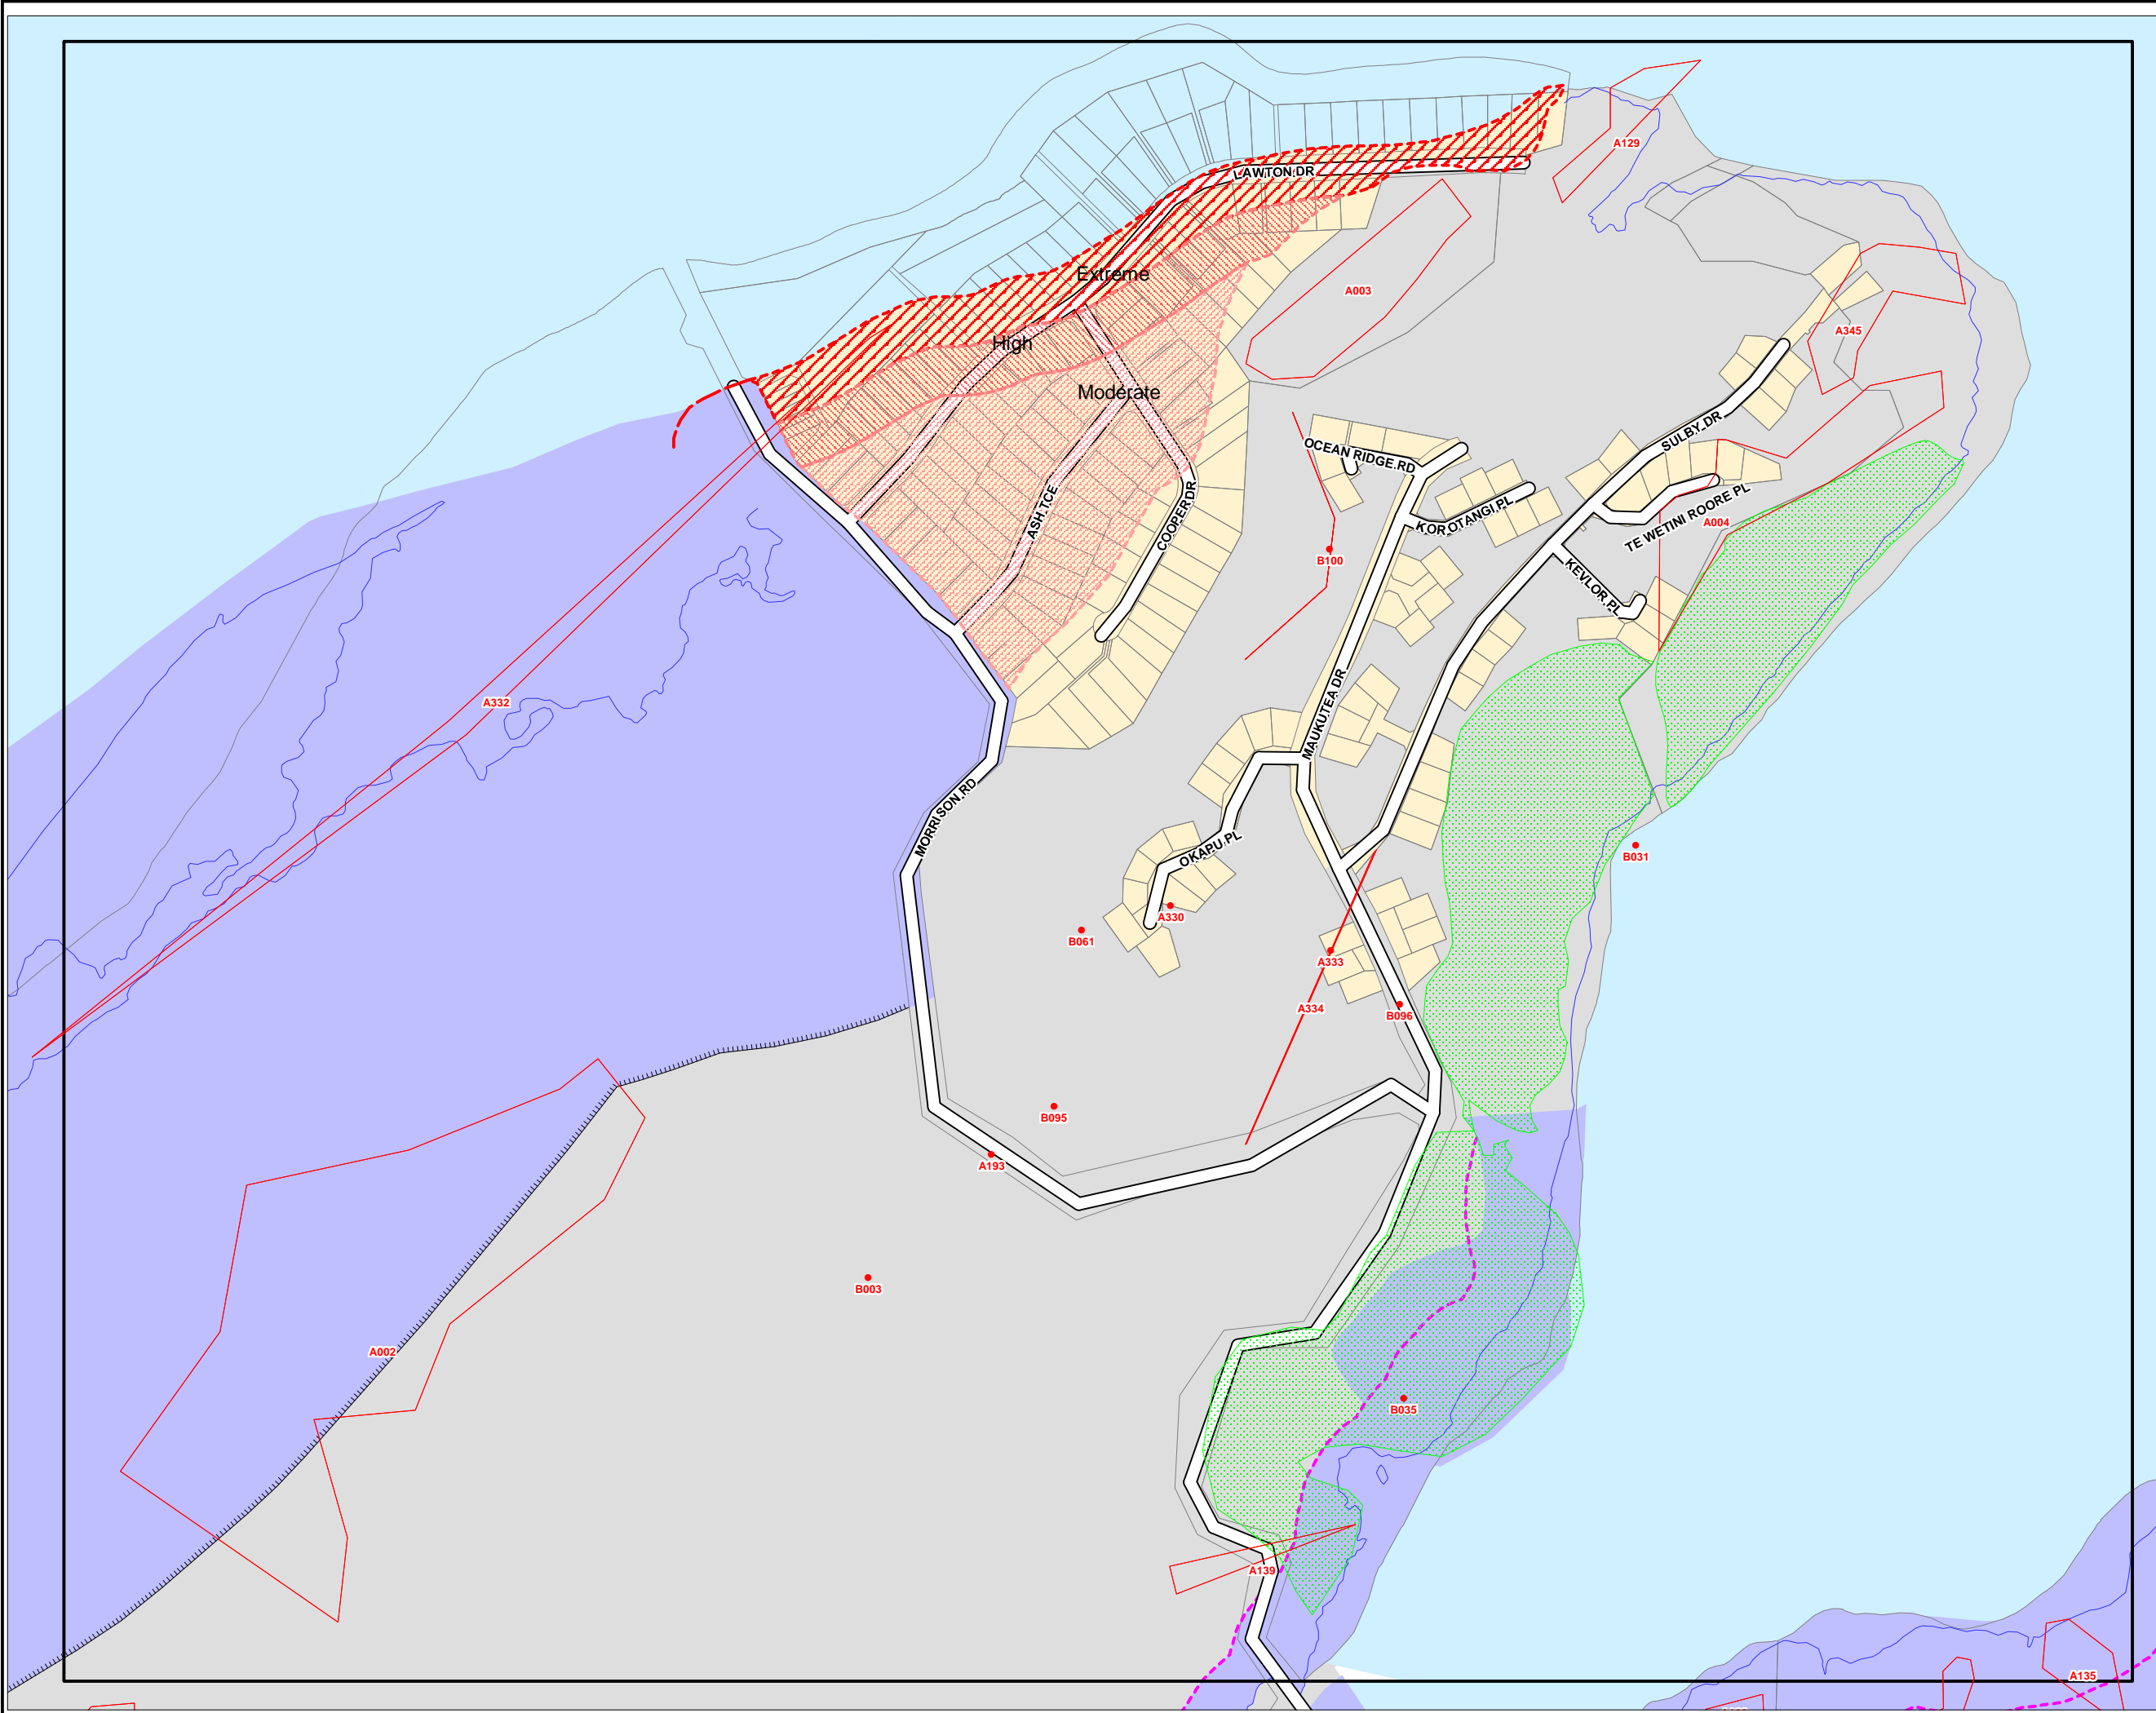 A129
LAWTON DR
Extreme
A003
A345
High
Moderate
SULBY DR
OCEAN RIDGE RD
KOROTANGI PL
TE WETINI ROORE PL
A004
ASH TCE
COOPER DR
B100
KEVLOR PL
A332
MAUKUTEA DR
MORRISON RD
OKAPU PL
B031
A330
B061
A333
A334
B096
B095
A193
B003
A002
B035
A139
A135